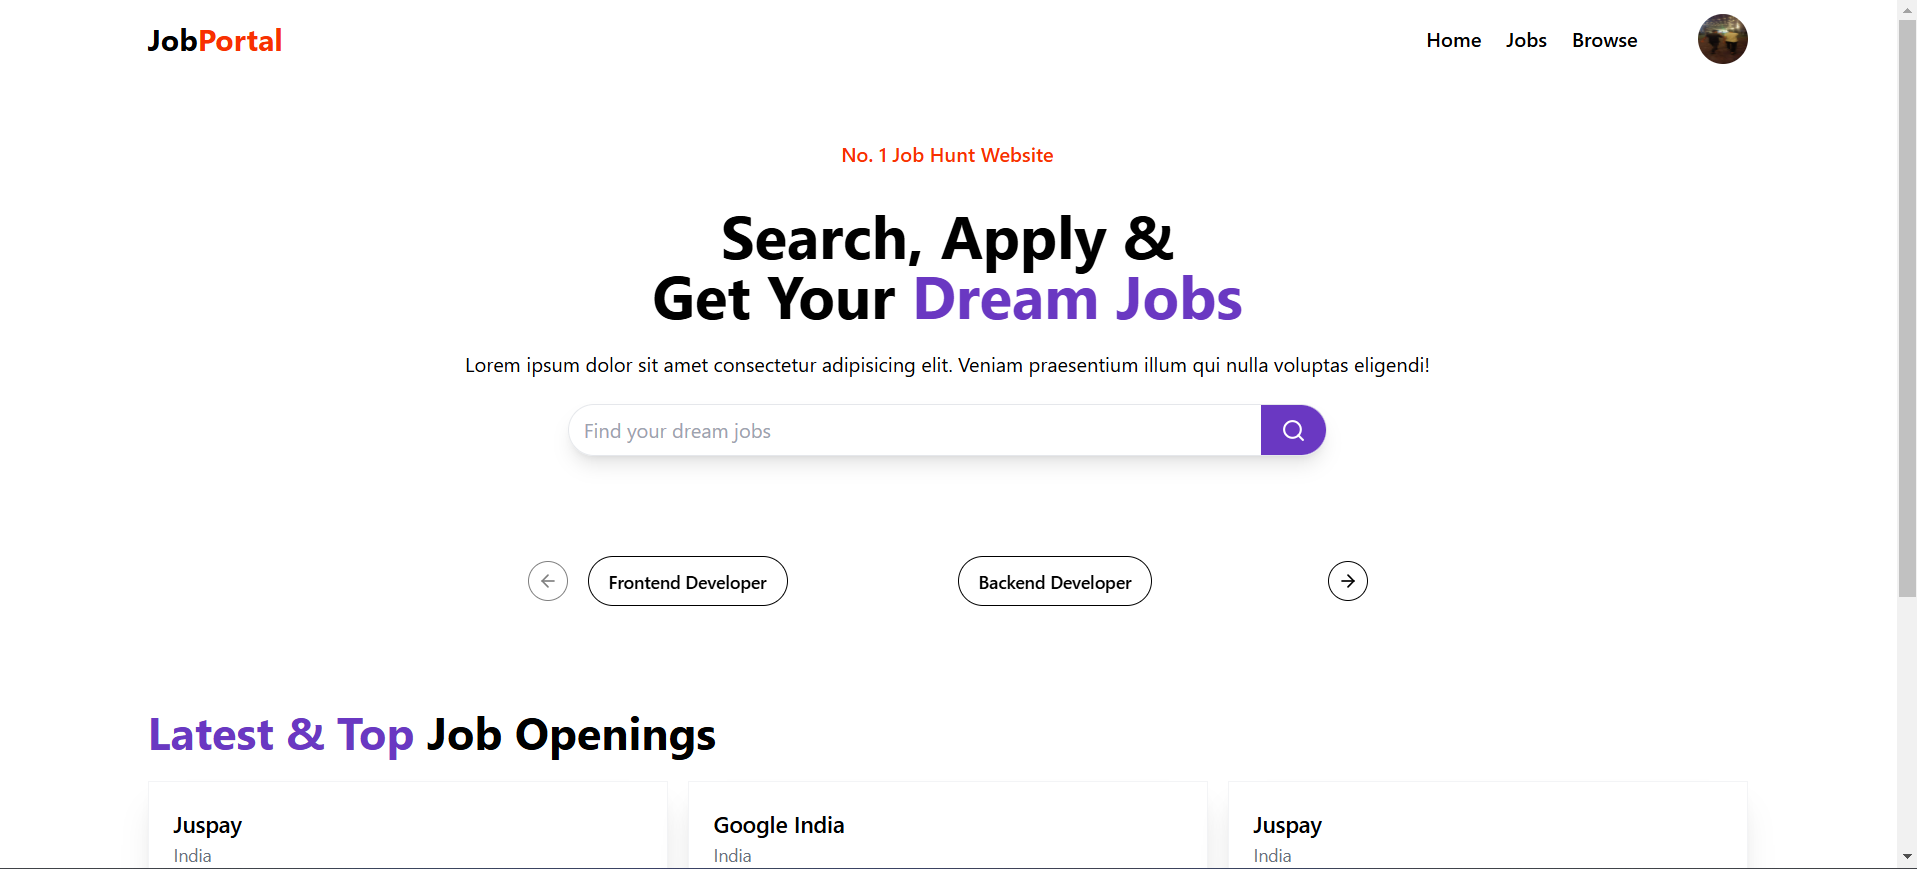 JobPortal
Home Jobs Browse
No. 1 Job Hunt Website
Search, Apply &
Get Your Dream Jobs
Lorem ipsum dolor sit amet consectetur adipisicing elit. Veniam praesentium illum qui nulla voluptas eligendi!
Find your dream jobs
Frontend Developer Backend Developer
Latest & Top Job Openings
Juspay Google India Juspay
India India India